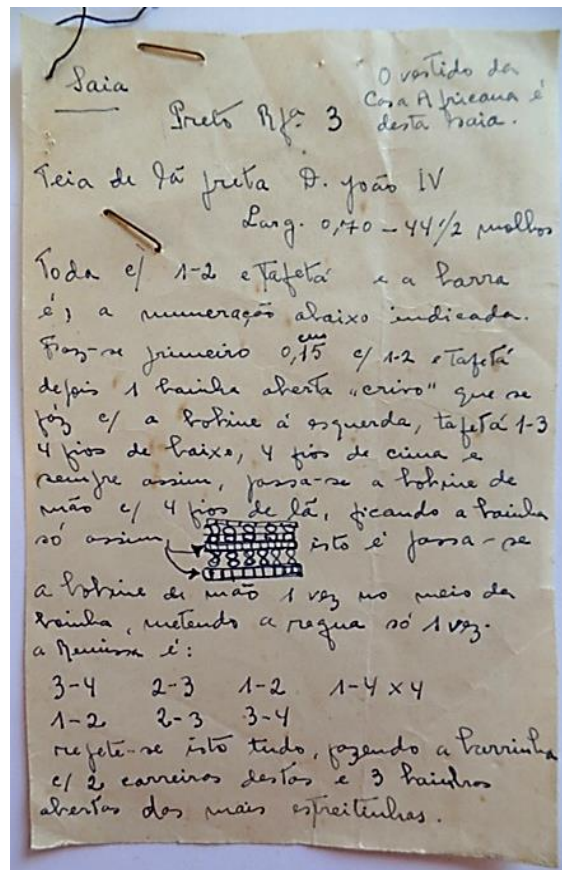 Saia
O vestido da
Casa Africana é
desta saia.
Preto Rfª 3
Teia de lã preta D. João IV
Larg. 0,70 – 44 1/2 molhos
Toda c/ 1-2 e Tafetá e a barra
é, a numeração abaixo indicada.
Faz-se primeiro 0,15 cm c/ 1-2 e Tafetá
depois 1 bainha aberta "crivo" que se
fáz c/ a bobine á esquerda, tafetá 1-3
4 fios de baixo, 4 fios de cima e
sempre assim, passa-se a bobine de
mão c/ 4 fios de lã, ficando a bainha
só assim, isto é passa-se
a bobine de mão 1 vez no meio da
bainha, metendo a regua só 1 vez.
a Remissa é:
3-4 2-3 1-2 1-4 x 4
1-2 2-3 3-4
repete-se isto tudo, fazendo a barrinha
c/ 2 carreiras destas e 3 bainhas
abertas das mais estreitinhas.